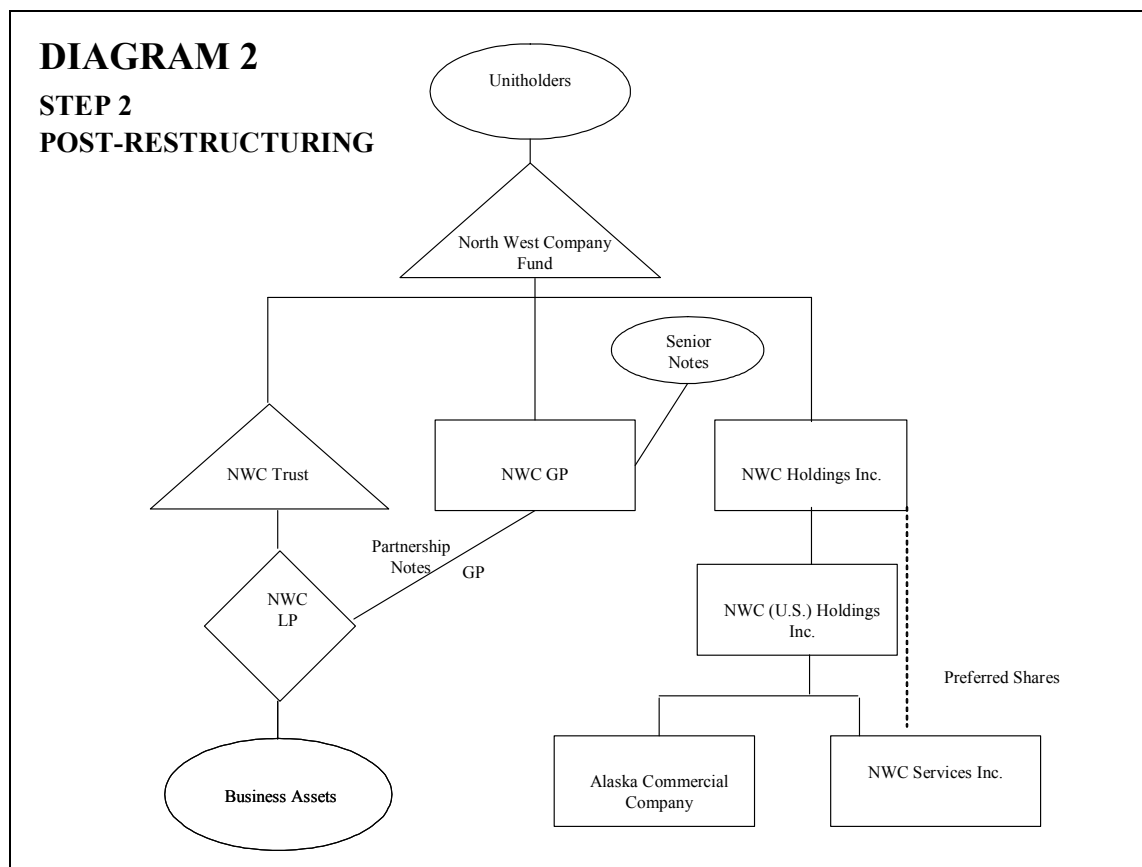 DIAGRAM 2
STEP 2
POST-RESTRUCTURING
Unitholders
North West Company
Fund
Senior
Notes
NWC Trust
NWC GP
NWC Holdings Inc.
Partnership
Notes
GP
NWC
LP
NWC (U.S.) Holdings
Inc.
Preferred Shares
Business Assets
Alaska Commercial
Company
NWC Services Inc.